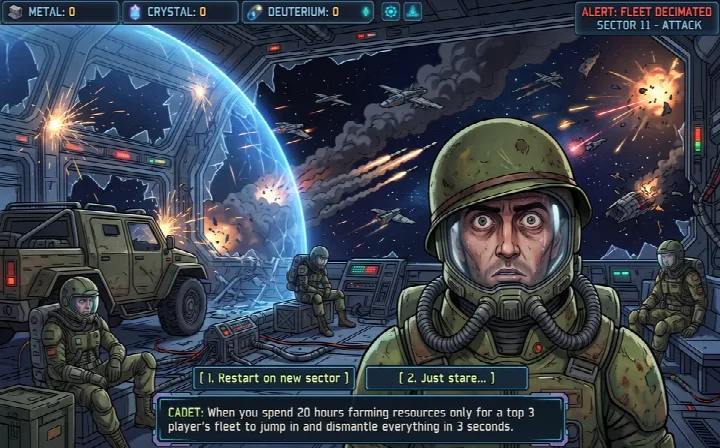 METAL: 0
CRYSTAL: 0
DEUTERIUM: 0
ALERT: FLEET DECIMATED
SECTOR 11 - ATTACK
[ 1. Restart on new sector ]
[ 2. Just stare... ]
CADET: When you spend 20 hours farming resources only for a top 3
player's fleet to jump in and dismantle everything in 3 seconds.